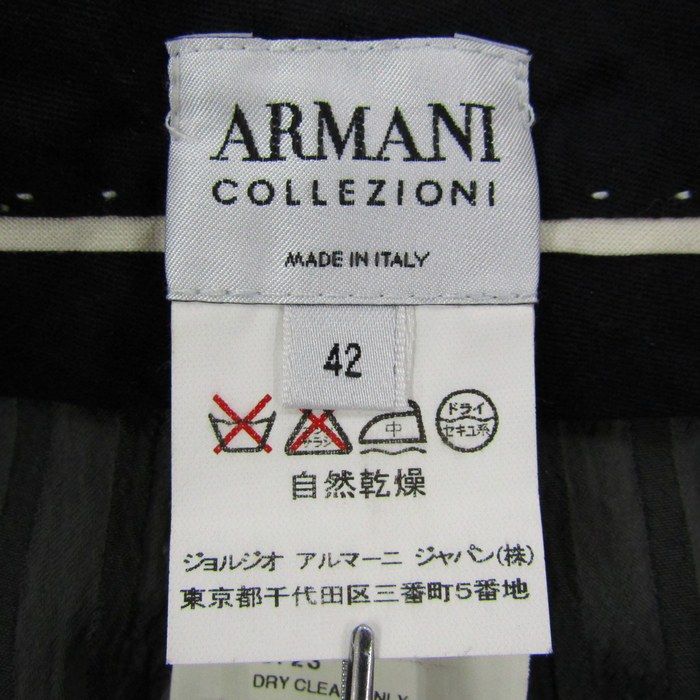 ARMANI
COLLEZIONI
MADE IN ITALY
42
中
ドライ
セキユ系
自然乾燥
ジョルジオ アルマーニ ジャパン(株)
東京都千代田区三番町5番地
DRY CLEAN ONLY